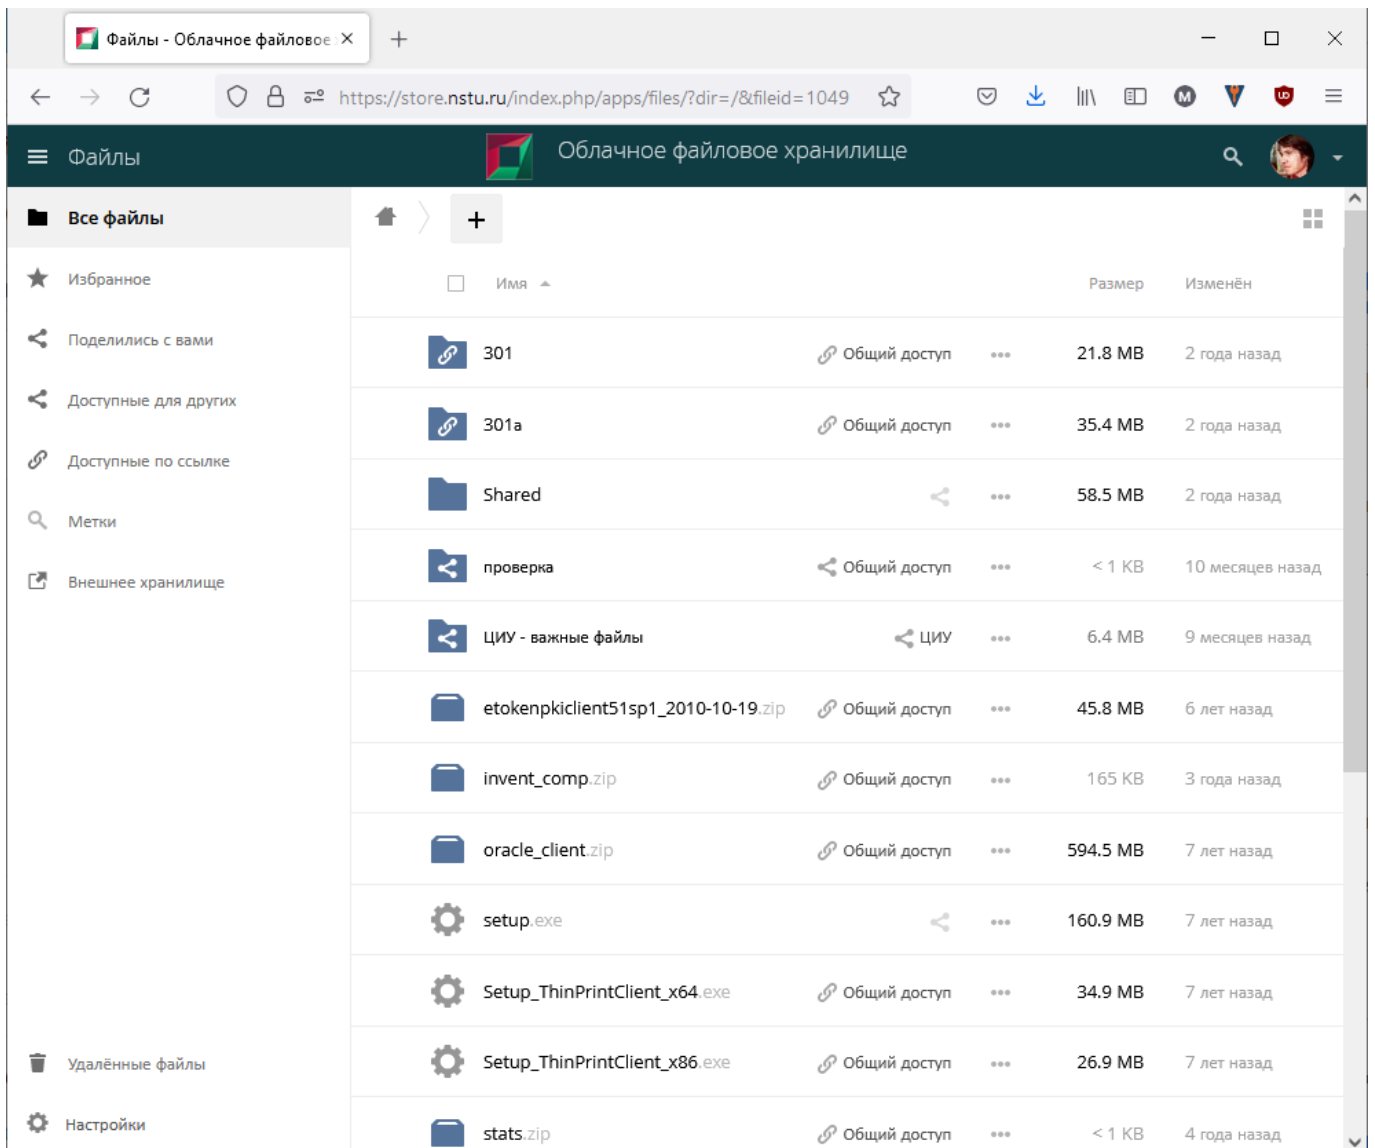 Файлы - Облачное файловое
https://store.nstu.ru/index.php/apps/files/?dir=/&fileid=1049
Файлы
Облачное файловое хранилище
Все файлы
Избранное
Поделились с вами
Доступные для других
Доступные по ссылке
Метки
Внешнее хранилище
Удалённые файлы
Настройки
Имя Размер Изменён
301 Общий доступ 21.8 MB 2 года назад
301a Общий доступ 35.4 MB 2 года назад
Shared 58.5 MB 2 года назад
проверка Общий доступ < 1 KB 10 месяцев назад
ЦИУ - важные файлы ЦИУ 6.4 MB 9 месяцев назад
etokenpkiclient51sp1_2010-10-19.zip Общий доступ 45.8 MB 6 лет назад
invent_comp.zip Общий доступ 165 KB 3 года назад
oracle_client.zip Общий доступ 594.5 MB 7 лет назад
setup.exe 160.9 MB 7 лет назад
Setup_ThinPrintClient_x64.exe Общий доступ 34.9 MB 7 лет назад
Setup_ThinPrintClient_x86.exe Общий доступ 26.9 MB 7 лет назад
stats.zip Общий доступ < 1 KB 4 года назад